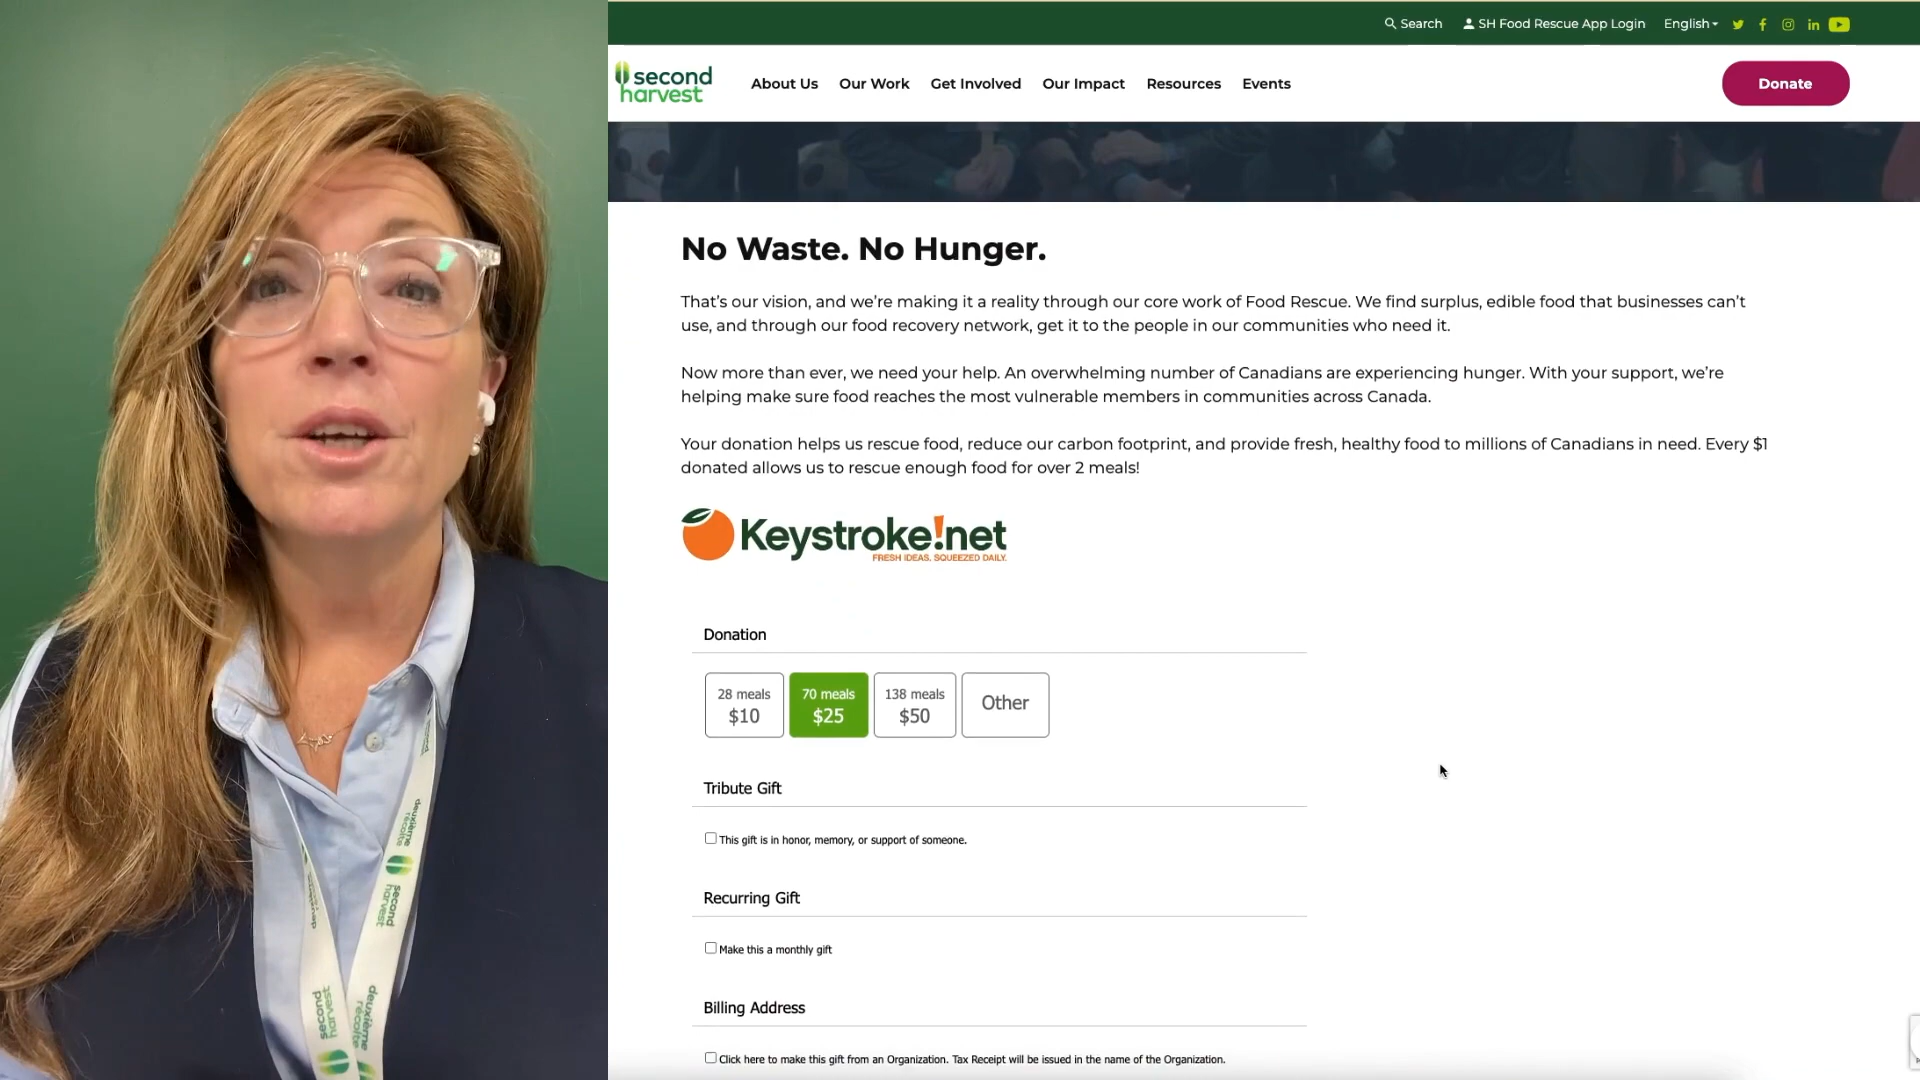 Search
SH Food Rescue App Login
English
second
harvest
About Us
Our Work
Get Involved
Our Impact
Resources
Events
Donate
No Waste. No Hunger.
That's our vision, and we're making it a reality through our core work of Food Rescue. We find surplus, edible food that businesses can't
use, and through our food recovery network, get it to the people in our communities who need it.
Now more than ever, we need your help. An overwhelming number of Canadians are experiencing hunger. With your support, we're
helping make sure food reaches the most vulnerable members in communities across Canada.
Your donation helps us rescue food, reduce our carbon footprint, and provide fresh, healthy food to millions of Canadians in need. Every $1
donated allows us to rescue enough food for over 2 meals!
Keystroke!net
FRESH IDEAS. SQUEEZED DAILY.
Donation
28 meals
$10
70 meals
$25
138 meals
$50
Other
Tribute Gift
This gift is in honor, memory, or support of someone.
Recurring Gift
Make this a monthly gift
Billing Address
Click here to make this gift from an Organization. Tax Receipt will be issued in the name of the Organization.
deuxième
récolte
second
harvest
second
harvest
deuxième
récolte